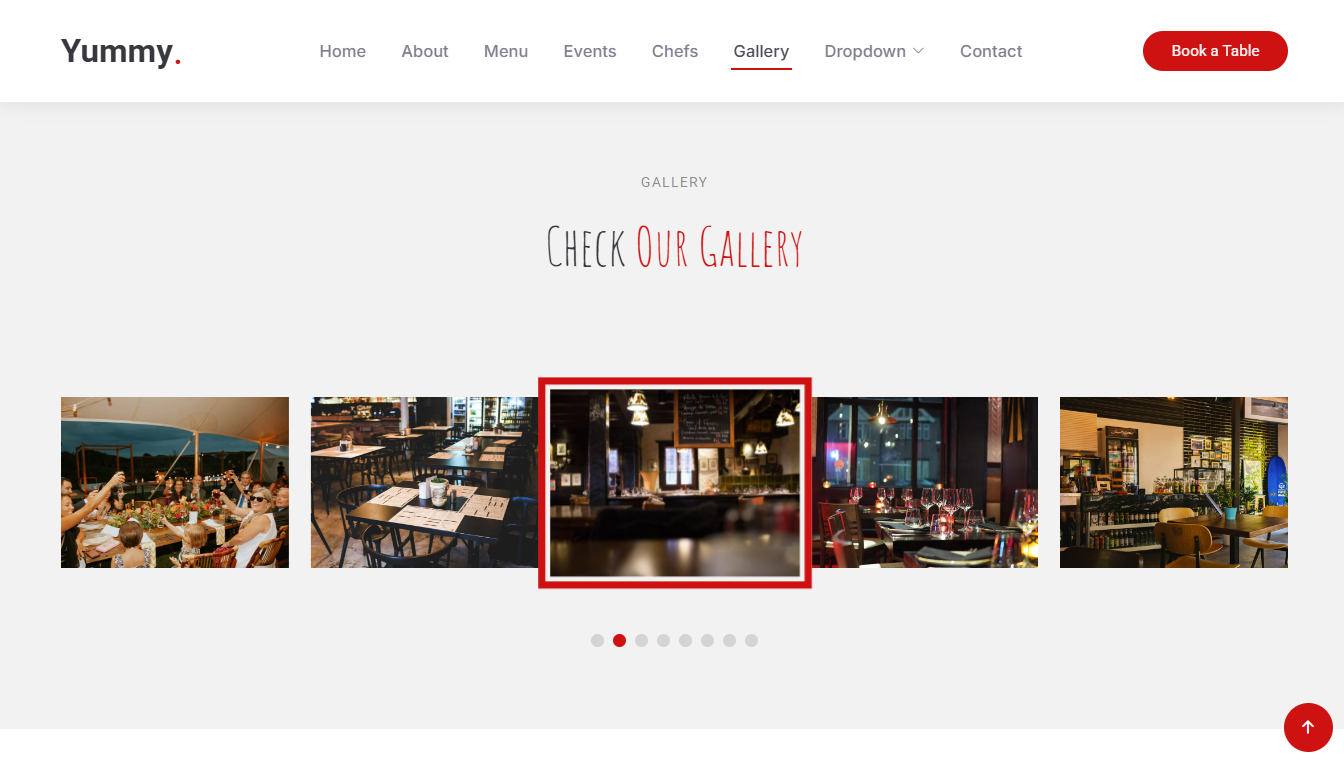 Yummy.
Home About Menu Events Chefs Gallery Dropdown Contact
Book a Table
GALLERY
Check Our Gallery